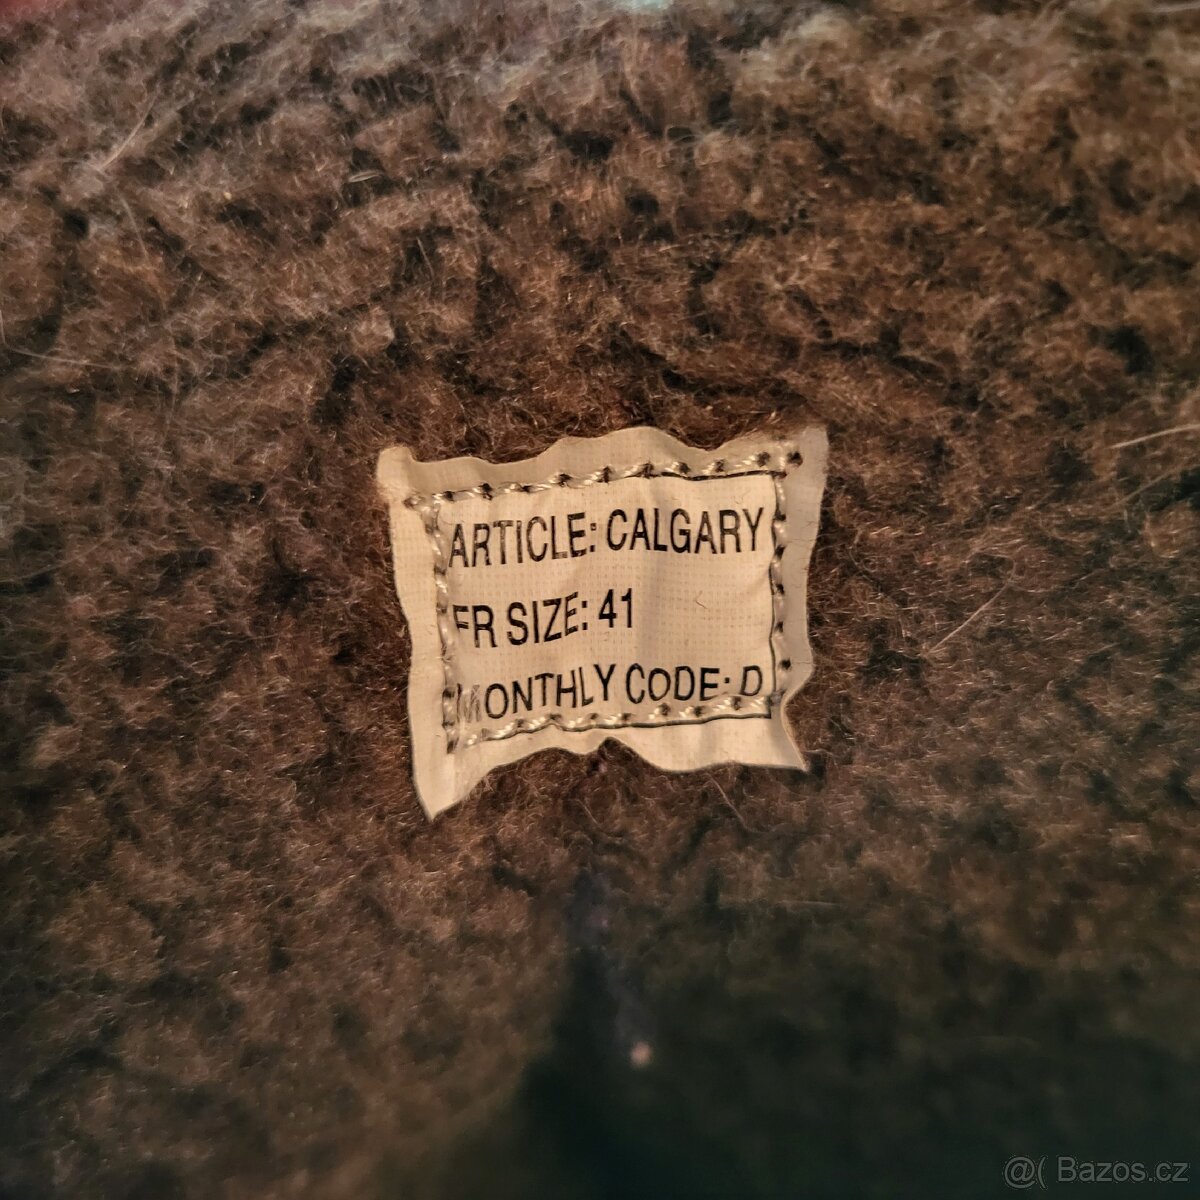 ARTICLE: CALGARY
FR SIZE: 41
MONTHLY CODE: D
@( Bazos.cz